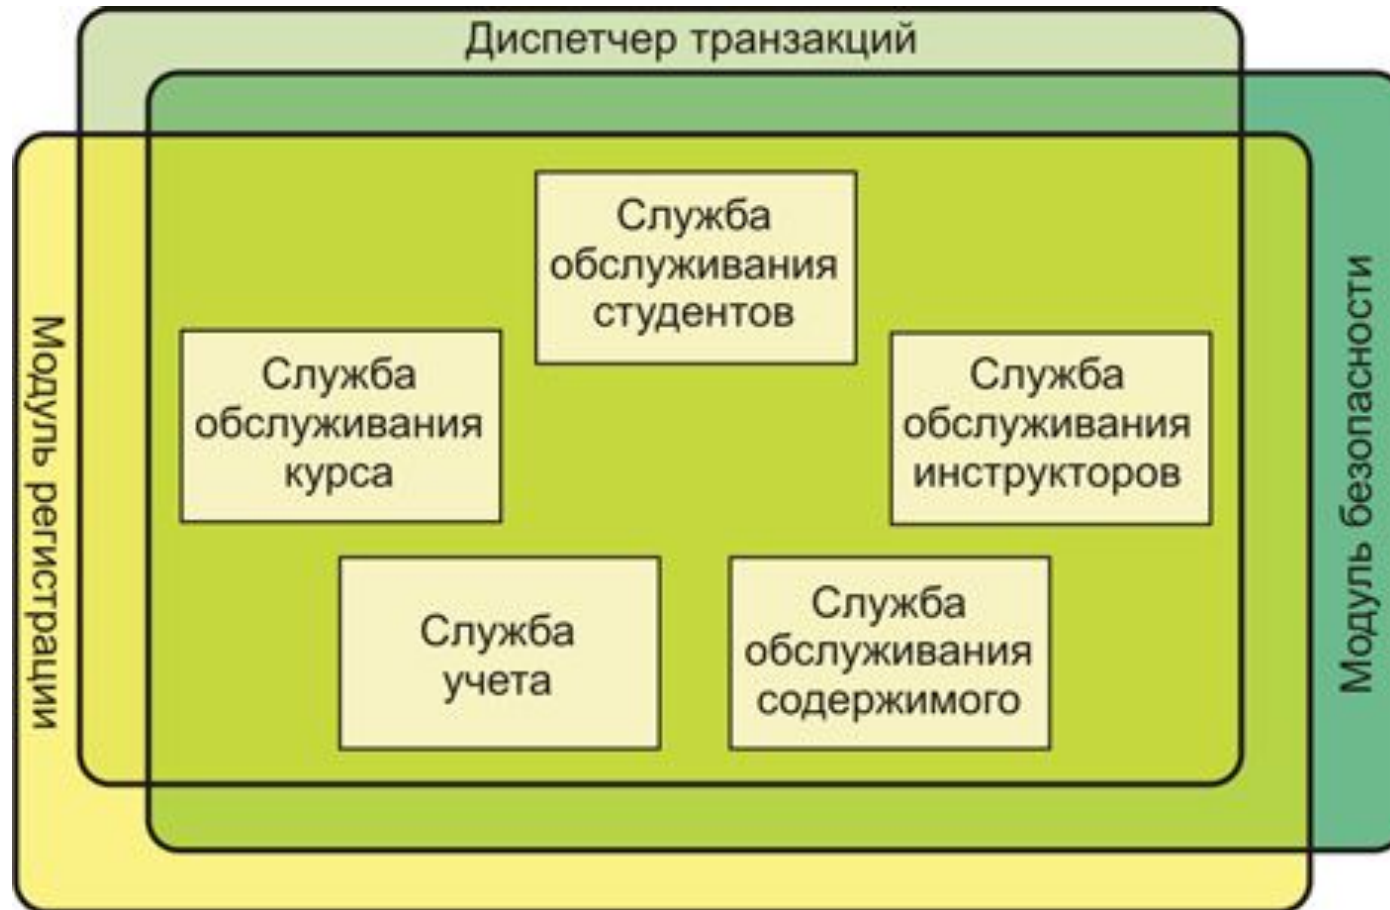 Диспетчер транзакций
Служба
обслуживания
студентов
Служба
обслуживания
курса
Служба
обслуживания
инструкторов
Служба
учета
Служба
обслуживания
содержимого
Модуль регистрации
Модуль безопасности